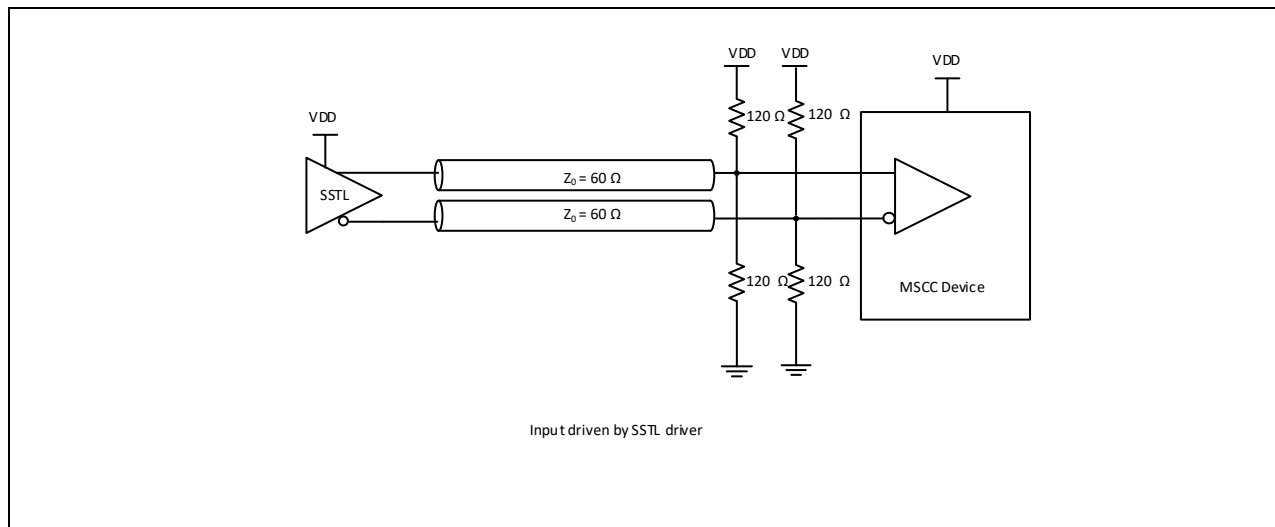 VDD
VDD
VDD
VDD
120 Ω
120 Ω
SSTL
Z0 = 60 Ω
Z0 = 60 Ω
120 Ω
120 Ω
MSCC Device
Input driven by SSTL driver